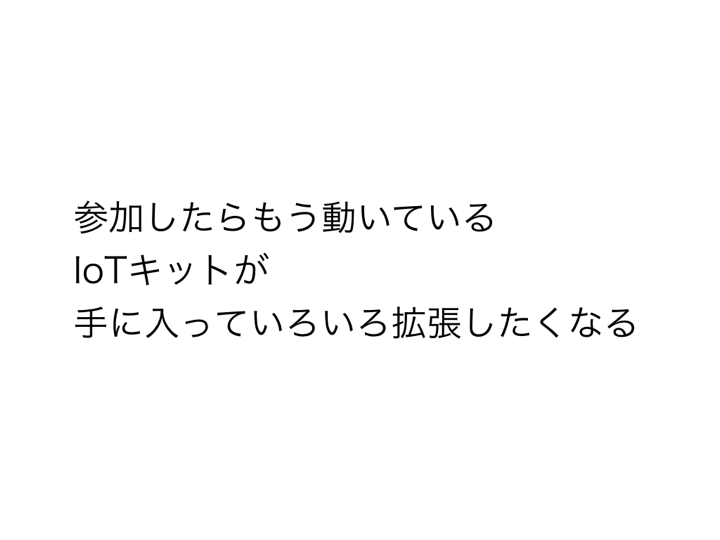 参加したらもう動いている
IoTキットが
手に入っていろいろ拡張したくなる